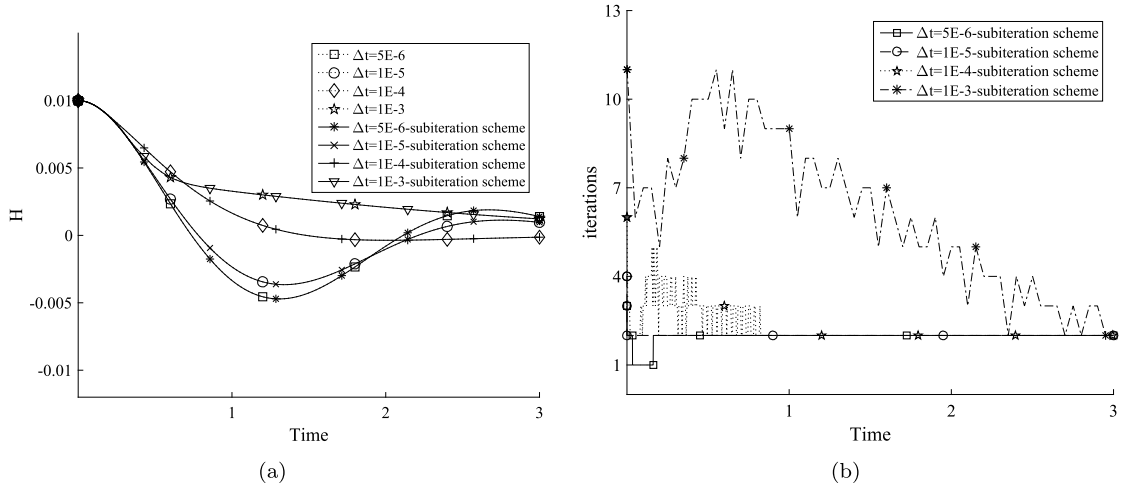 H
0.01
0.005
0
-0.005
-0.01
1
2
3
Time
Δt=5E-6
Δt=1E-5
Δt=1E-4
Δt=1E-3
Δt=5E-6-subiteration scheme
Δt=1E-5-subiteration scheme
Δt=1E-4-subiteration scheme
Δt=1E-3-subiteration scheme
(a)
iterations
13
10
7
4
1
1
2
3
Time
Δt=5E-6-subiteration scheme
Δt=1E-5-subiteration scheme
Δt=1E-4-subiteration scheme
Δt=1E-3-subiteration scheme
(b)